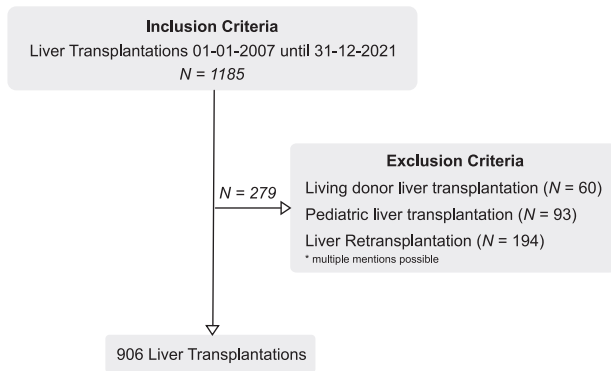 Inclusion Criteria
Liver Transplantations 01-01-2007 until 31-12-2021
N = 1185
N = 279
Exclusion Criteria
Living donor liver transplantation (N = 60)
Pediatric liver transplantation (N = 93)
Liver Retransplantation (N = 194)
* multiple mentions possible
906 Liver Transplantations